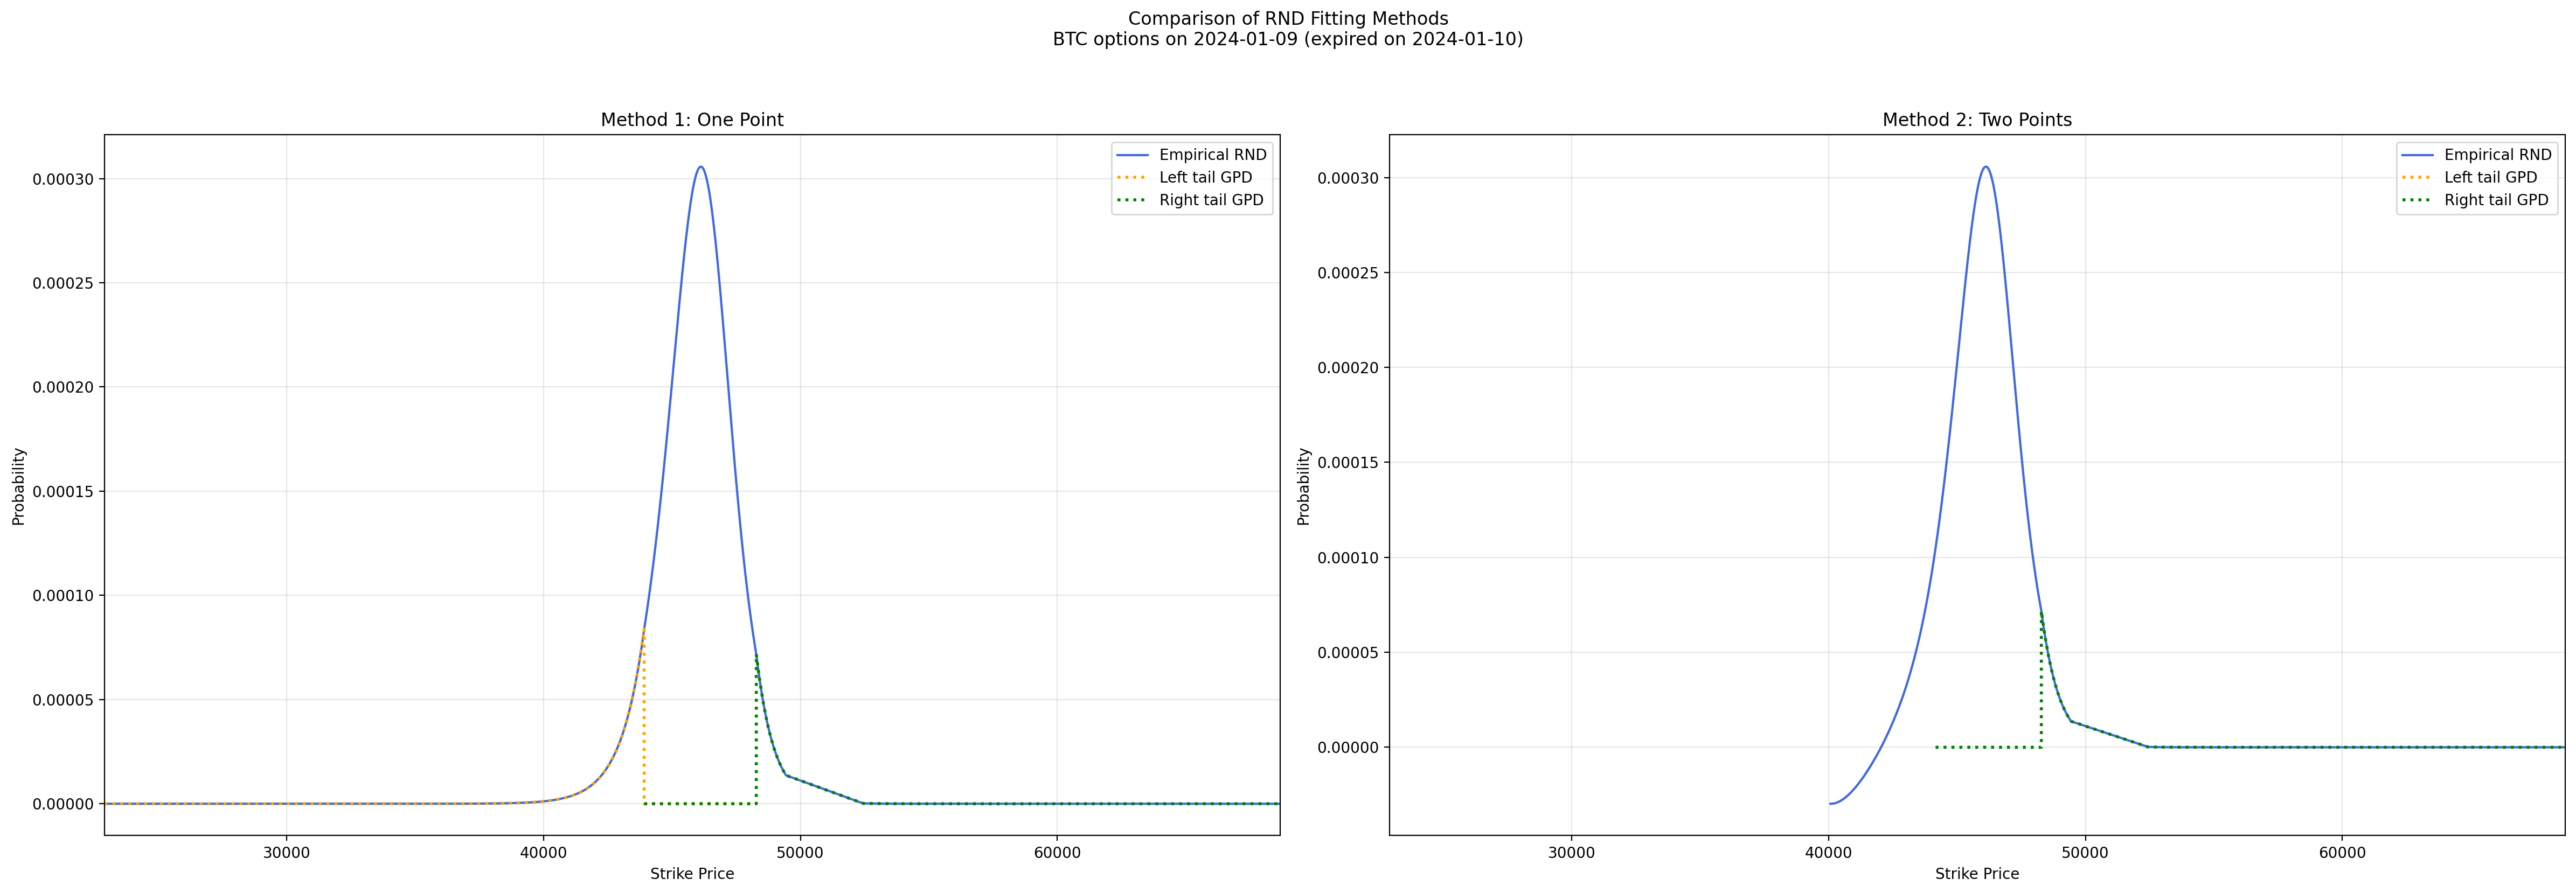 Comparison of RND Fitting Methods
BTC options on 2024-01-09 (expired on 2024-01-10)
Method 1: One Point
Empirical RND
Left tail GPD
Right tail GPD
0.00030
0.00025
0.00020
0.00015
0.00010
0.00005
0.00000
Probability
30000
40000
50000
60000
Strike Price
Method 2: Two Points
Empirical RND
Left tail GPD
Right tail GPD
0.00030
0.00025
0.00020
0.00015
0.00010
0.00005
0.00000
Probability
30000
40000
50000
60000
Strike Price